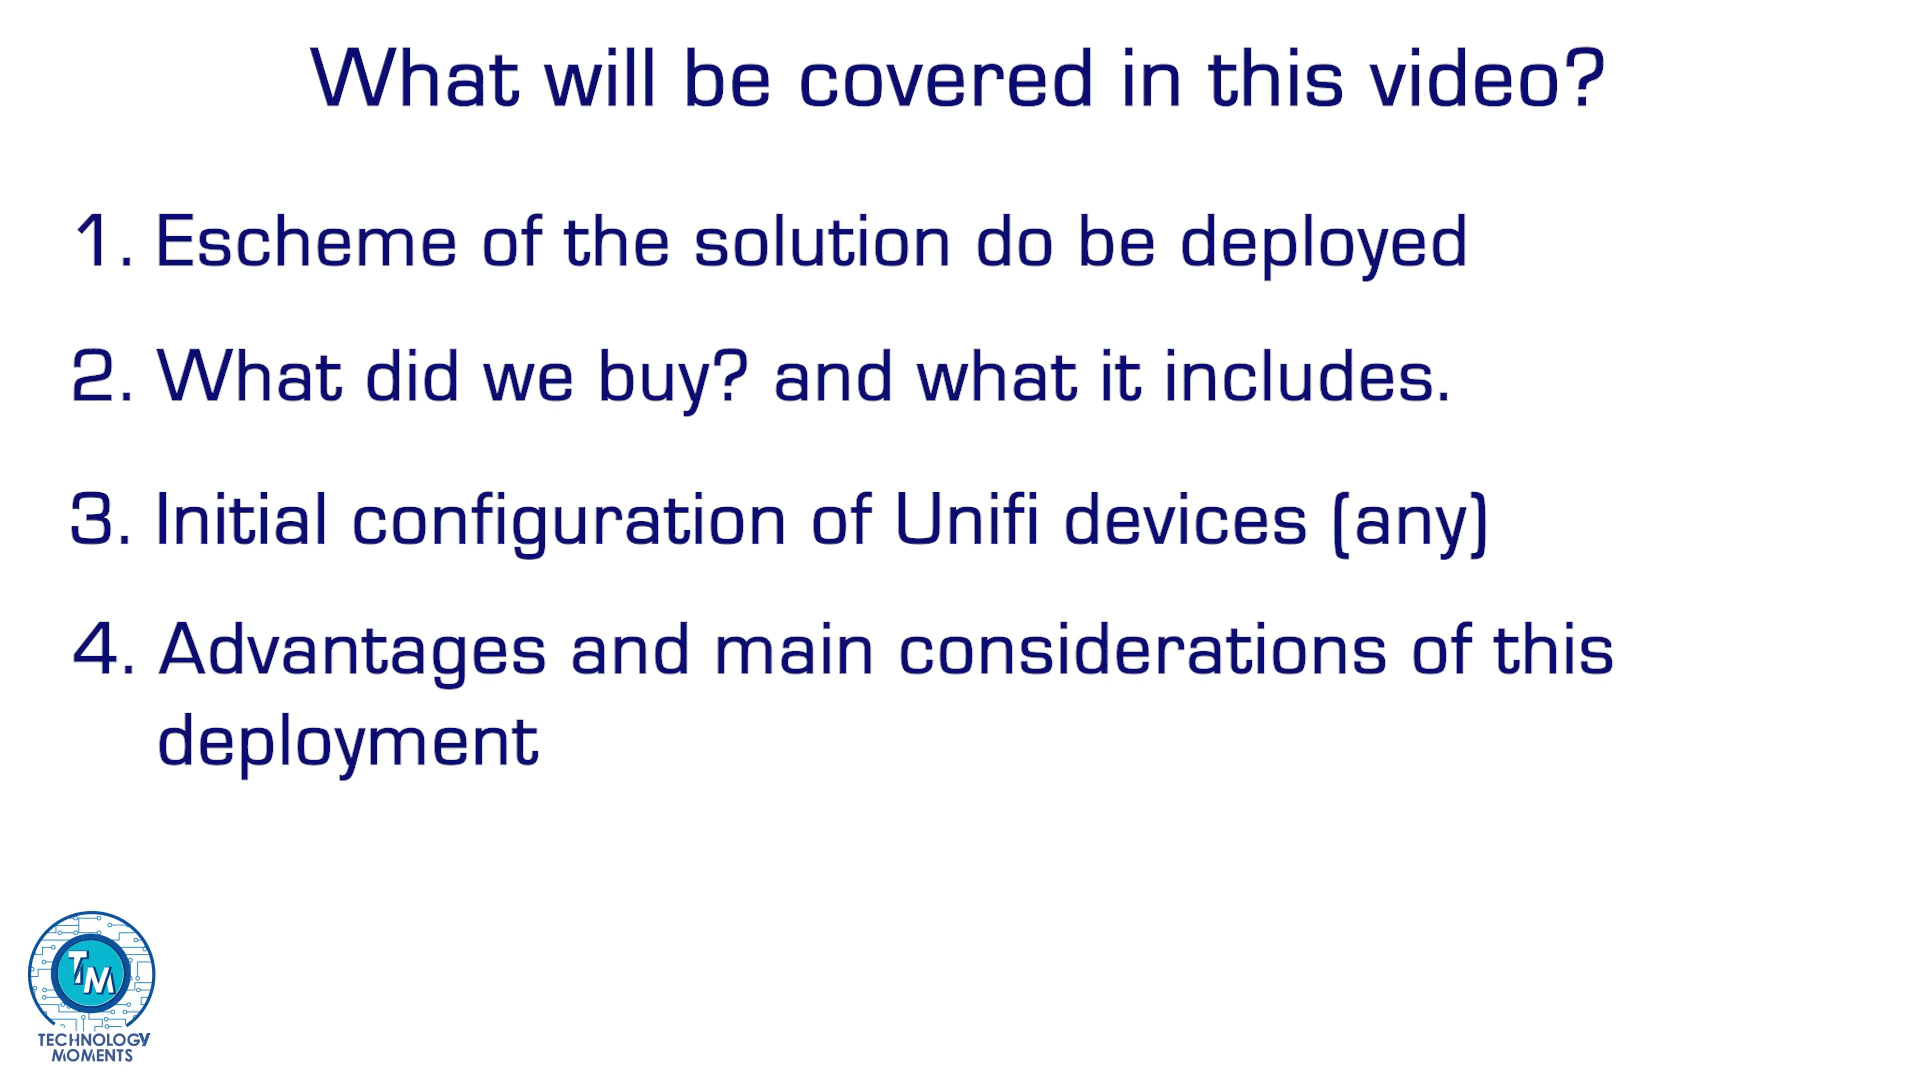 What will be covered in this video?
1. Escheme of the solution do be deployed
2. What did we buy? and what it includes.
3. Initial configuration of Unifi devices (any)
4. Advantages and main considerations of this
deployment
TM
TECHNOLOGY
MOMENTS